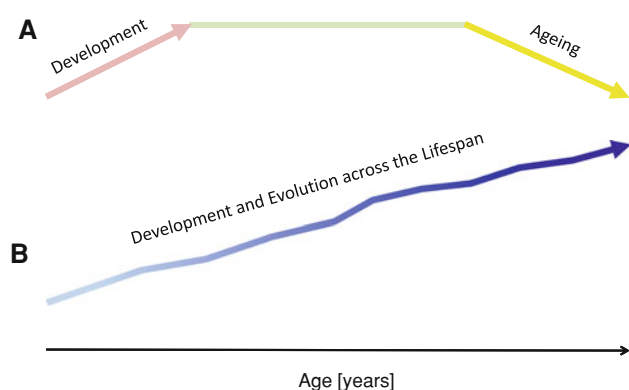 A
Development
Ageing
Development and Evolution across the Lifespan
B
Age [years]